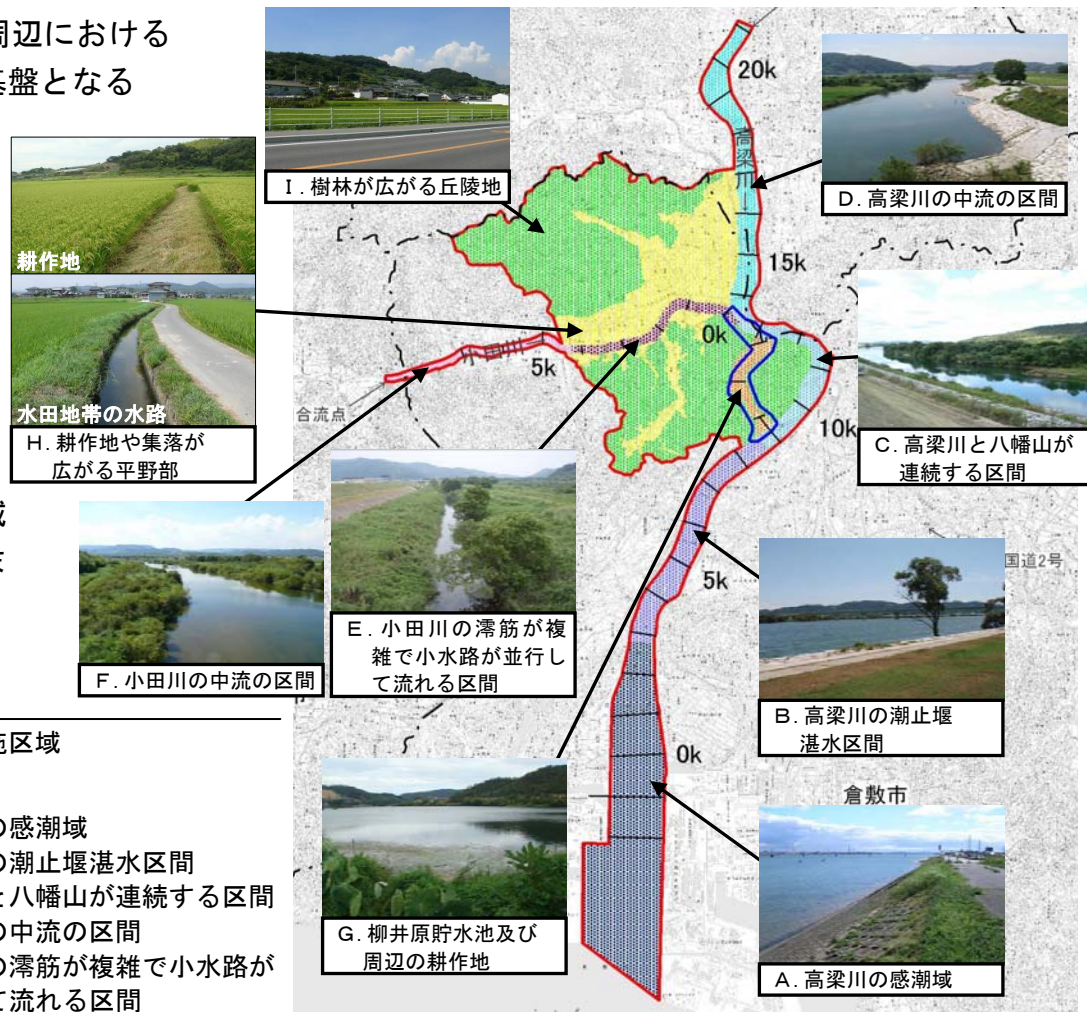 周辺における
基盤となる
耕作地
水田地帯の水路
H. 耕作地や集落が
広がる平野部
I. 樹林が広がる丘陵地
20k
高梁川
D. 高梁川の中流の区間
15k
0k
小田川
5k
合流点
10k
C. 高梁川と八幡山が
連続する区間
域
F. 小田川の中流の区間
E. 小田川の澪筋が複
雑で小水路が並行し
て流れる区間
国道2号
5k
B. 高梁川の潮止堰
湛水区間
0k
倉敷市
G. 柳井原貯水池及び
周辺の耕作地
A. 高梁川の感潮域
施区域
の感潮域
の潮止堰湛水区間
と八幡山が連続する区間
の中流の区間
の澪筋が複雑で小水路が
て流れる区間